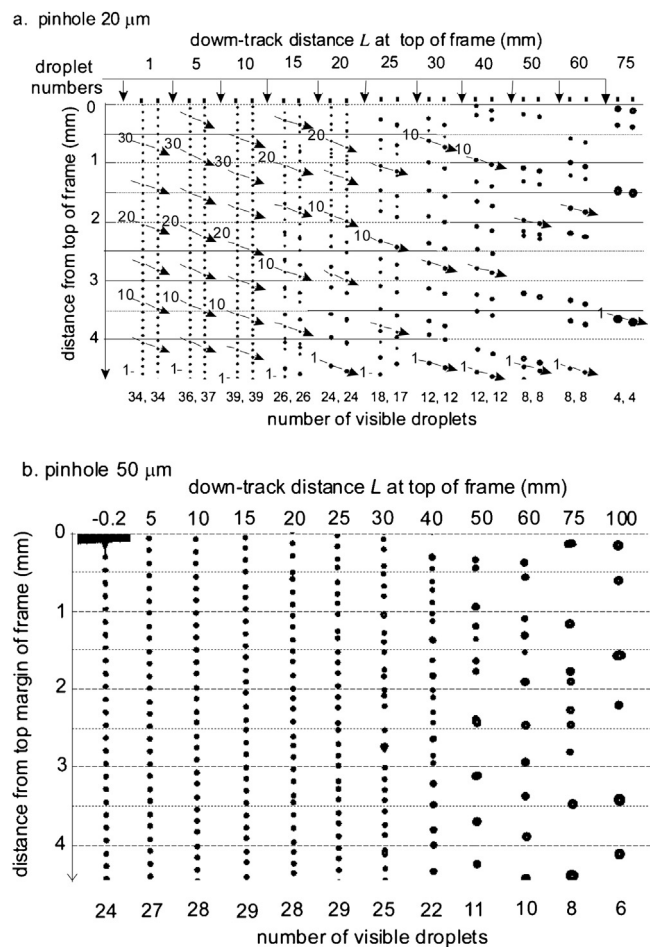 a. pinhole 20 μm
down-track distance L at top of frame (mm)
droplet numbers 1 5 10 15 20 25 30 40 50 60 75
distance from top of frame (mm)
0
30 30 30 20 20 10 10
1
20 20 20 10 10
2
10
3
10 10 10 1
4
1- 1- 1- 1 1 1- 1 1 1 1
34, 34 36, 37 39, 39 26, 26 24, 24 18, 17 12, 12 12, 12 8, 8 8, 8 4, 4
number of visible droplets
b. pinhole 50 μm
down-track distance L at top of frame (mm)
-0.2 5 10 15 20 25 30 40 50 60 75 100
distance from top margin of frame (mm)
0
1
2
3
4
24 27 28 29 28 29 25 22 11 10 8 6
number of visible droplets